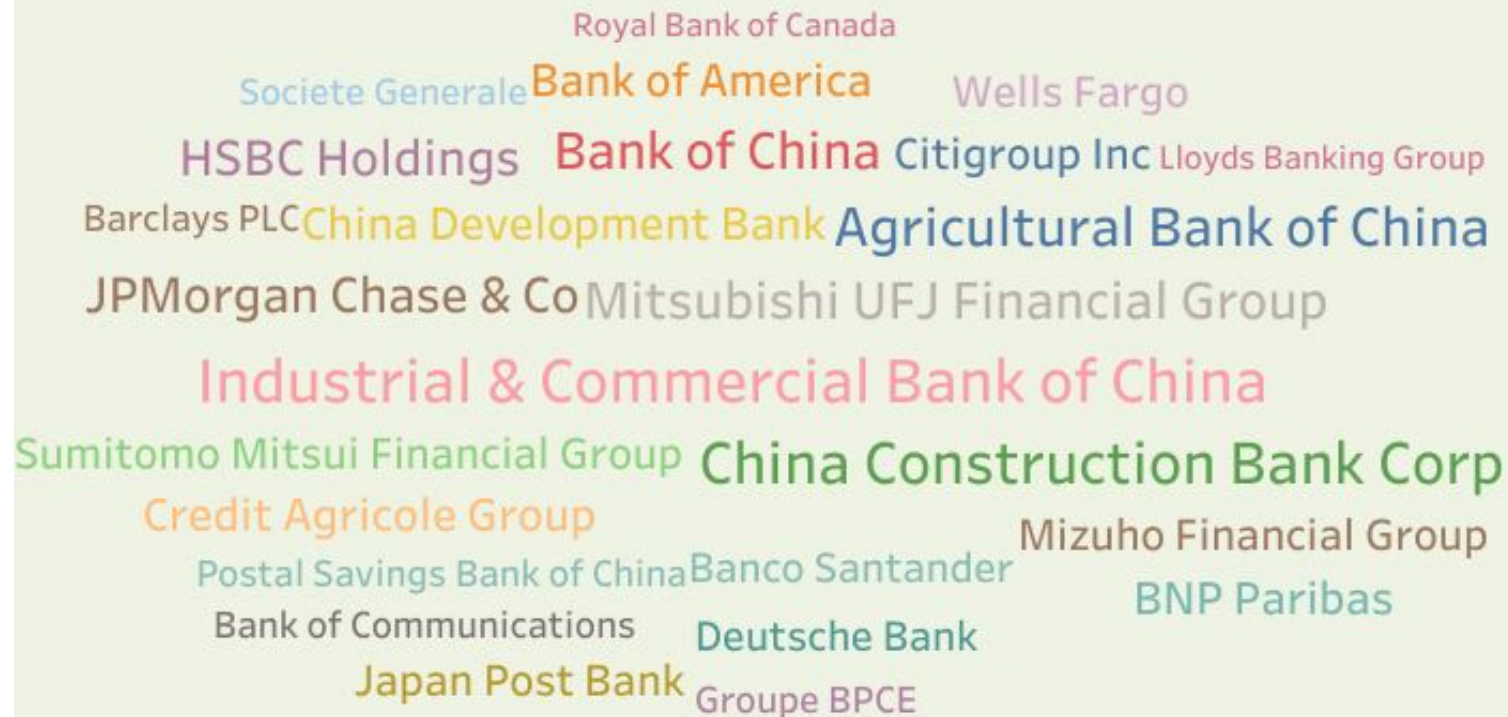 Royal Bank of Canada
Societe Generale Bank of America Wells Fargo
HSBC Holdings Bank of China Citigroup Inc Lloyds Banking Group
Barclays PLC China Development Bank Agricultural Bank of China
JPMorgan Chase & Co Mitsubishi UFJ Financial Group
Industrial & Commercial Bank of China
Sumitomo Mitsui Financial Group China Construction Bank Corp
Credit Agricole Group Mizuho Financial Group
Postal Savings Bank of China Banco Santander BNP Paribas
Bank of Communications Deutsche Bank
Japan Post Bank Groupe BPCE